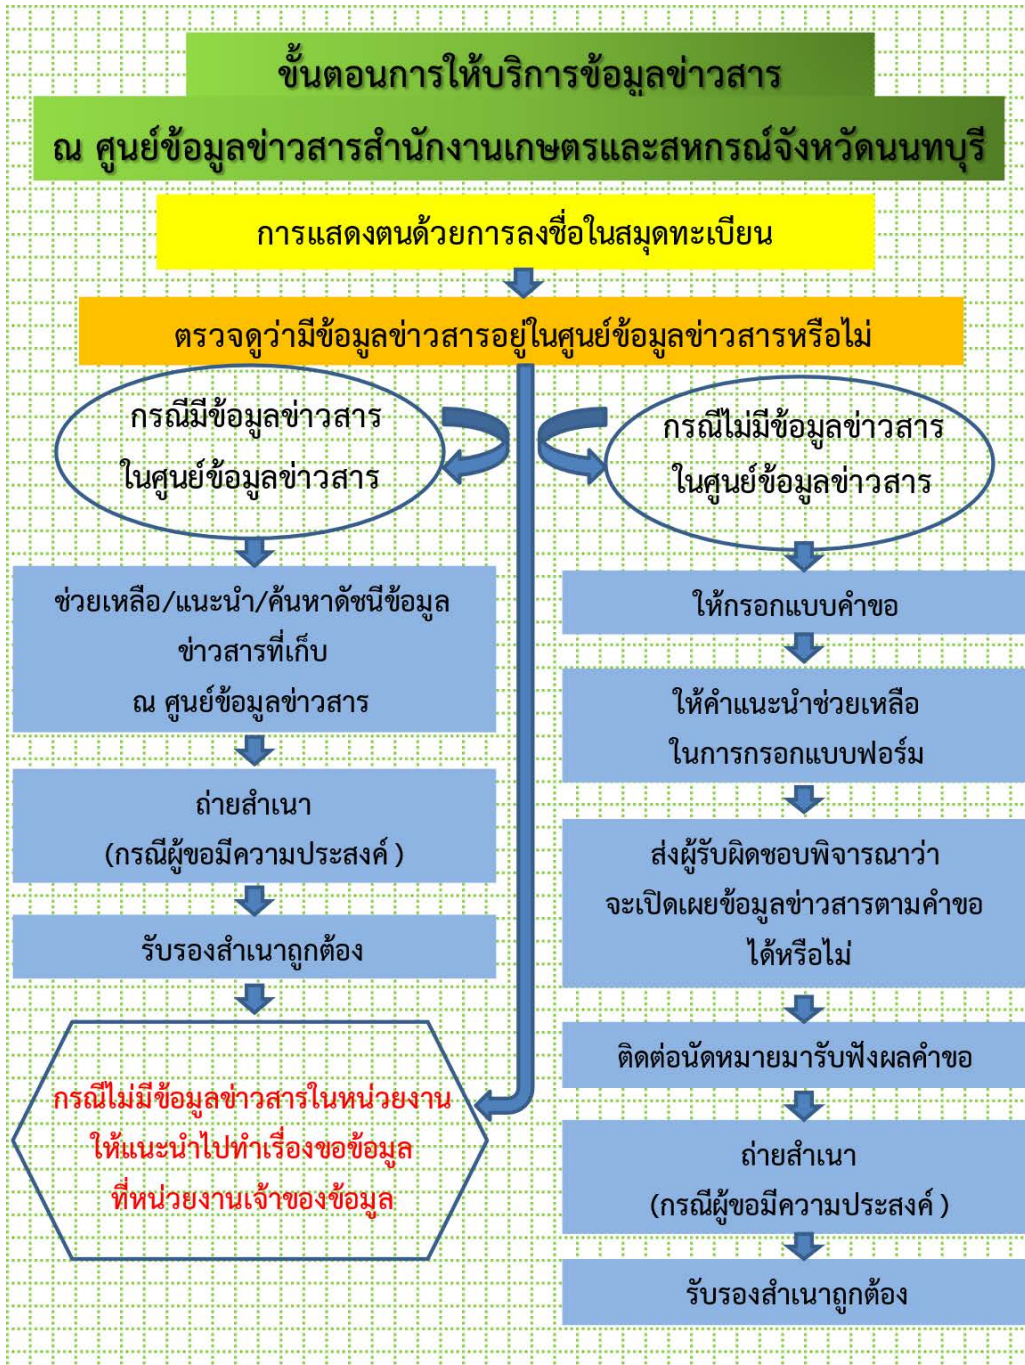 ขั้นตอนการให้บริการข้อมูลข่าวสาร
ณ ศูนย์ข้อมูลข่าวสารสำนักงานเกษตรและสหกรณ์จังหวัดนนทบุรี
การแสดงตนด้วยการลงชื่อในสมุดทะเบียน
ตรวจดูว่ามีข้อมูลข่าวสารอยู่ในศูนย์ข้อมูลข่าวสารหรือไม่
กรณีมีข้อมูลข่าวสาร
ในศูนย์ข้อมูลข่าวสาร
ช่วยเหลือ/แนะนำ/ค้นหาดัชนีข้อมูล
ข่าวสารที่เก็บ
ณ ศูนย์ข้อมูลข่าวสาร
ถ่ายสำเนา
(กรณีผู้ขอมีความประสงค์ )
รับรองสำเนาถูกต้อง
กรณีไม่มีข้อมูลข่าวสารในหน่วยงาน
ให้แนะนำไปทำเรื่องขอข้อมูล
ที่หน่วยงานเจ้าของข้อมูล
กรณีไม่มีข้อมูลข่าวสาร
ในศูนย์ข้อมูลข่าวสาร
ให้กรอกแบบคำขอ
ให้คำแนะนำช่วยเหลือ
ในการกรอกแบบฟอร์ม
ส่งผู้รับผิดชอบพิจารณาว่า
จะเปิดเผยข้อมูลข่าวสารตามคำขอ
ได้หรือไม่
ติดต่อนัดหมายมารับฟังผลคำขอ
ถ่ายสำเนา
(กรณีผู้ขอมีความประสงค์ )
รับรองสำเนาถูกต้อง